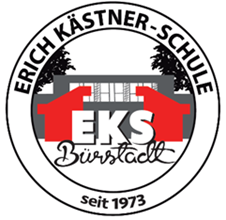 ERICH KÄSTNER-SCHULE
EKS
Bürstadt
seit 1973